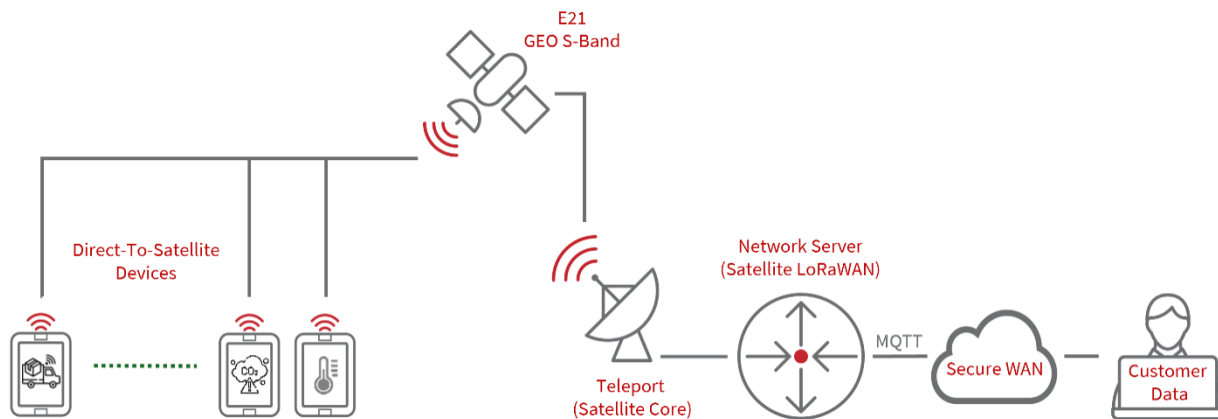 E21
GEO S-Band
Direct-To-Satellite
Devices
CO₂
Network Server
(Satellite LoRaWAN)
MQTT
Secure WAN
Customer
Data
Teleport
(Satellite Core)